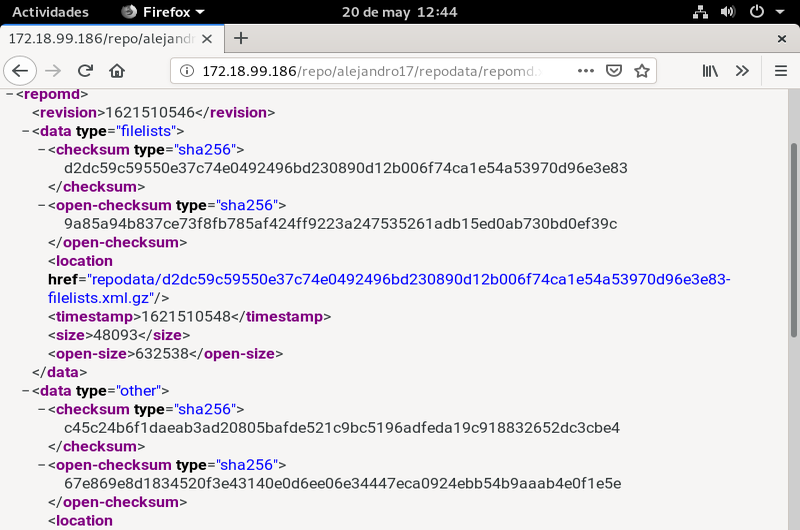 Actividades Firefox 20 de may 12:44
172.18.99.186/repo/alejandr
172.18.99.186/repo/alejandro17/repodata/repomd.
−<repomd>
<revision>1621510546</revision>
−<data type="filelists">
−<checksum type="sha256">
d2dc59c59550e37c74e0492496bd230890d12b006f74ca1e54a53970d96e3e83
</checksum>
−<open-checksum type="sha256">
9a85a94b837ce73f8fb785af424ff9223a247535261adb15ed0ab730bd0ef39c
</open-checksum>
<location
href="repodata/d2dc59c59550e37c74e0492496bd230890d12b006f74ca1e54a53970d96e3e83-
filelists.xml.gz"/>
<timestamp>1621510548</timestamp>
<size>48093</size>
<open-size>632538</open-size>
</data>
−<data type="other">
−<checksum type="sha256">
c45c24b6f1daeab3ad20805bafde521c9bc5196adfeda19c918832652dc3cbe4
</checksum>
−<open-checksum type="sha256">
67e869e8d1834520f3e43140e0d6ee06e34447eca0924ebb54b9aaab4e0f1e5e
</open-checksum>
<location